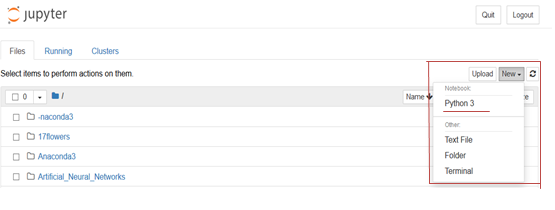 jupyter
Quit Logout
Files Running Clusters
Select items to perform actions on them.
Upload New
0 /
Name
Notebook:
Python 3
Other:
Text File
Folder
Terminal
-naconda3
17flowers
Anaconda3
Artificial_Neural_Networks